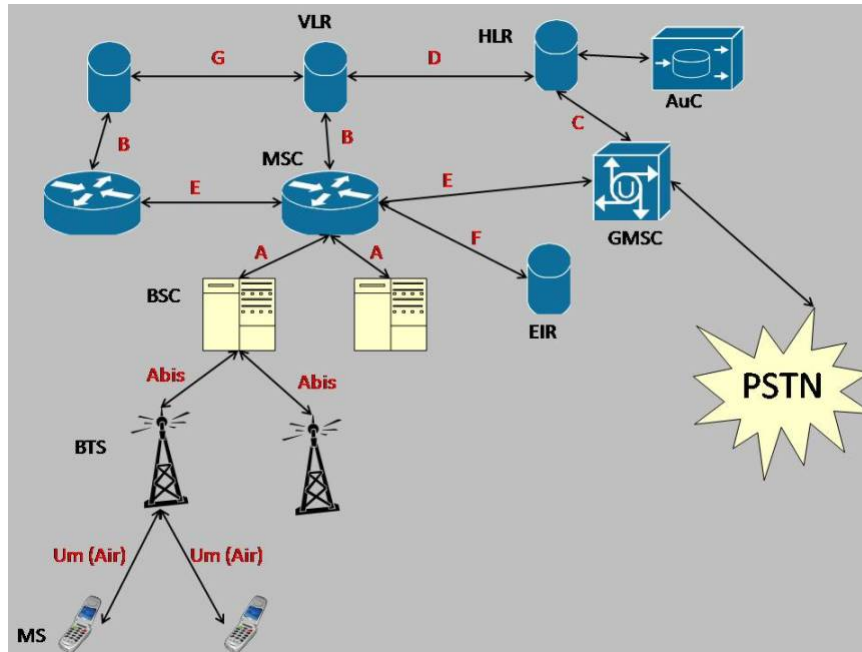 VLR
HLR
G
D
AuC
B
B
C
MSC
E
E
GMSC
F
A
A
BSC
EIR
Abis
Abis
PSTN
BTS
Um (Air)
Um (Air)
MS